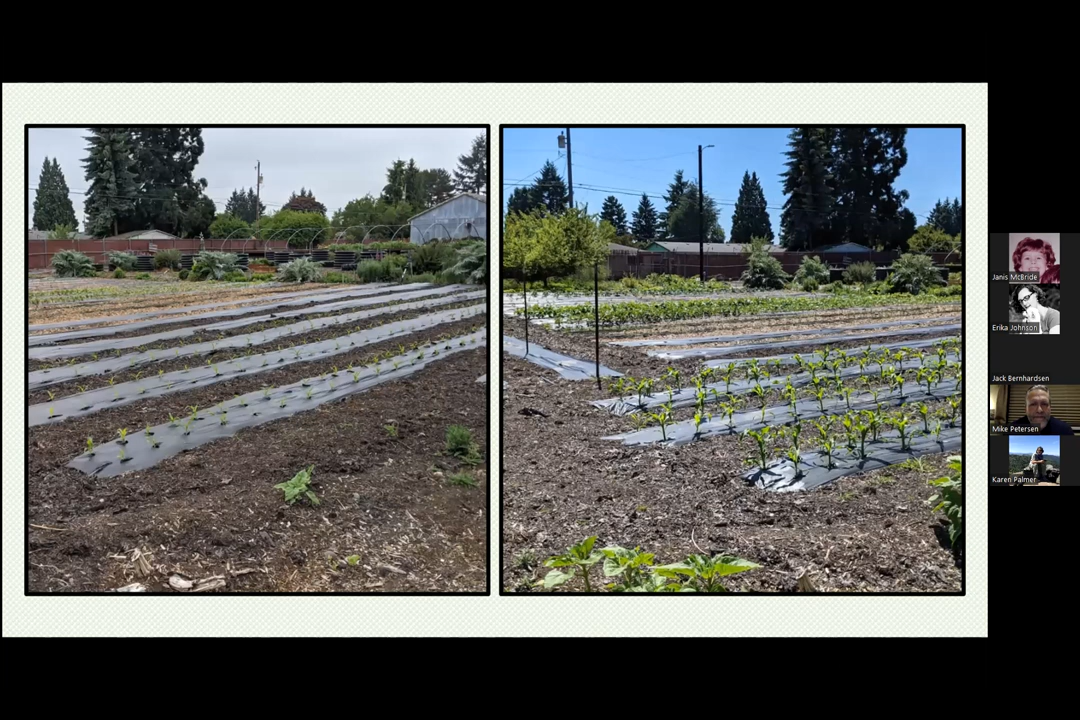 Janis McBride
Erika Johnson
Jack Bernhardsen
Mike Petersen
Karen Palmer